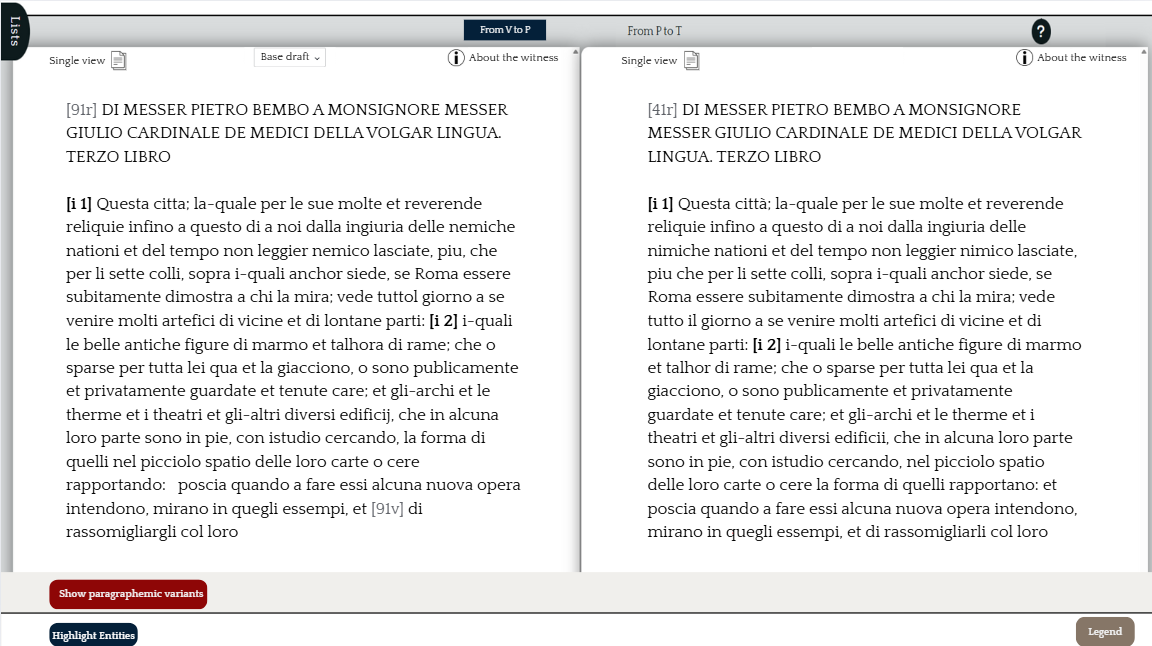 Lists
From V to P
From P to T
?
Single view
Base draft
About the witness
[91r] DI MESSER PIETRO BEMBO A MONSIGNORE MESSER
GIULIO CARDINALE DE MEDICI DELLA VOLGAR LINGUA.
TERZO LIBRO
[i 1] Questa citta; la-quale per le sue molte et reverende
reliquie infino a questo di a noi dalla ingiuria delle nemiche
nationi et del tempo non leggier nemico lasciate, piu, che
per li sette colli, sopra i-quali anchor siede, se Roma essere
subitamente dimostra a chi la mira; vede tuttol giorno a se
venire molti artefici di vicine et di lontane parti: [i 2] i-quali
le belle antiche figure di marmo et talhora di rame; che o
sparse per tutta lei qua et la giacciono, o sono publicamente
et privatamente guardate et tenute care; et gli-archi et le
therme et i theatri et gli-altri diversi edificij, che in alcuna
loro parte sono in pie, con istudio cercando, la forma di
quelli nel picciolo spatio delle loro carte o cere
rapportando: poscia quando a fare essi alcuna nuova opera
intendono, mirano in quegli essempi, et [91v] di
rassomigliargli col loro
Single view
About the witness
[41r] DI MESSER PIETRO BEMBO A MONSIGNORE
MESSER GIULIO CARDINALE DE MEDICI DELLA VOLGAR
LINGUA. TERZO LIBRO
[i 1] Questa città; la-quale per le sue molte et reverende
reliquie infino a questo di a noi dalla ingiuria delle
nimiche nationi et del tempo non leggier nimico lasciate,
piu che per li sette colli, sopra i-quali anchor siede, se
Roma essere subitamente dimostra a chi la mira; vede
tutto il giorno a se venire molti artefici di vicine et di
lontane parti: [i 2] i-quali le belle antiche figure di marmo
et talhor di rame; che o sparse per tutta lei qua et la
giacciono, o sono publicamente et privatamente
guardate et tenute care; et gli-archi et le therme et i
theatri et gli-altri diversi edificii, che in alcuna loro parte
sono in pie, con istudio cercando, nel picciolo spatio
delle loro carte o cere la forma di quelli rapportano: et
poscia quando a fare essi alcuna nuova opera intendono,
mirano in quegli essempi, et di rassomigliarli col loro
Show paragraphemic variants
Highlight Entities
Legend